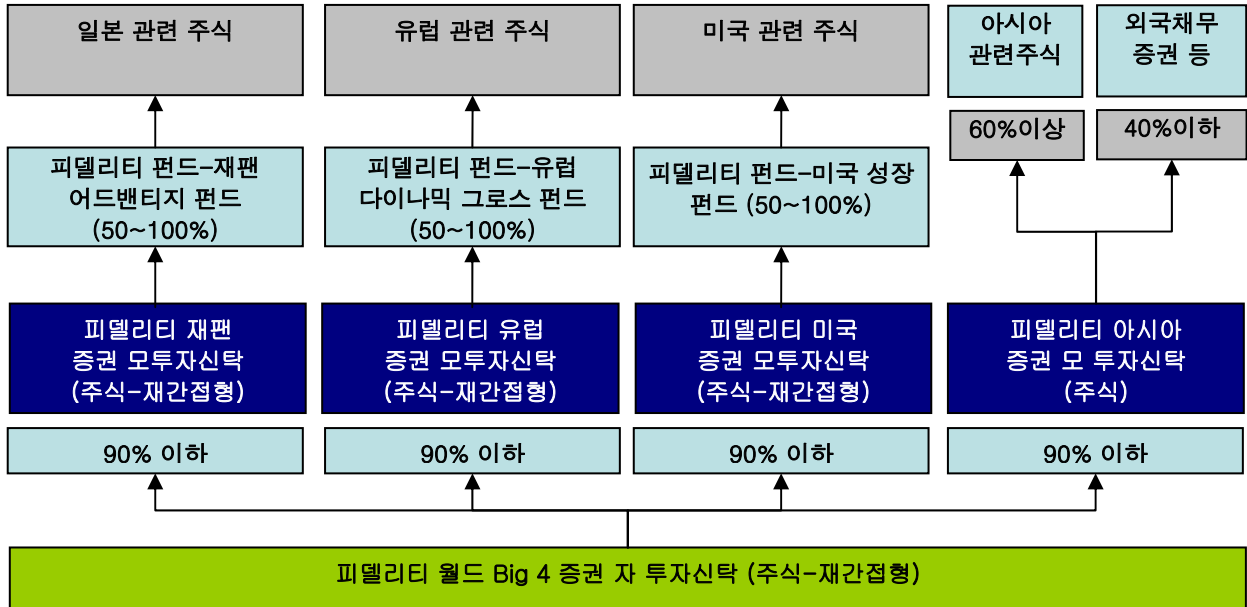 일본 관련 주식
유럽 관련 주식
미국 관련 주식
아시아
관련주식
외국채무
증권 등
60%이상
40%이하
피델리티 펀드-재팬
어드밴티지 펀드
(50~100%)
피델리티 펀드-유럽
다이나믹 그로스 펀드
(50~100%)
피델리티 펀드-미국 성장
펀드 (50~100%)
피델리티 재팬
증권 모투자신탁
(주식-재간접형)
피델리티 유럽
증권 모투자신탁
(주식-재간접형)
피델리티 미국
증권 모투자신탁
(주식-재간접형)
피델리티 아시아
증권 모 투자신탁
(주식)
90% 이하
90% 이하
90% 이하
90% 이하
피델리티 월드 Big 4 증권 자 투자신탁 (주식-재간접형)